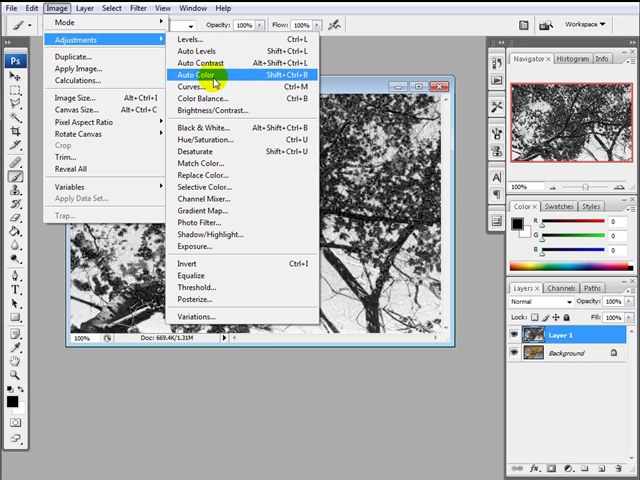 File Edit Image Layer Select Filter View Window Help
Opacity: 100% Flow: 100% Workspace
Ps
Mode
Adjustments
Duplicate...
Apply Image...
Calculations...
Image Size... Alt+Ctrl+I
Canvas Size... Alt+Ctrl+C
Pixel Aspect Ratio
Rotate Canvas
Crop
Trim...
Reveal All
Variables
Apply Data Set...
Trap...
Levels... Ctrl+L
Auto Levels Shift+Ctrl+L
Auto Contrast Alt+Shift+Ctrl+L
Auto Color Shift+Ctrl+B
Curves... Ctrl+M
Color Balance... Ctrl+B
Brightness/Contrast...
Black & White... Alt+Shift+Ctrl+B
Hue/Saturation... Ctrl+U
Desaturate Shift+Ctrl+U
Match Color...
Replace Color...
Selective Color...
Channel Mixer...
Gradient Map...
Photo Filter...
Shadow/Highlight...
Exposure...
Invert Ctrl+I
Equalize
Threshold...
Posterize...
Variations...
100% Doc: 669.4K/1.31M
Navigator Histogram Info
100%
Color Swatches Styles
R 0
G 0
B 0
Layers Channels Paths
Normal Opacity: 100%
Lock: Fill: 100%
Layer 1
Background